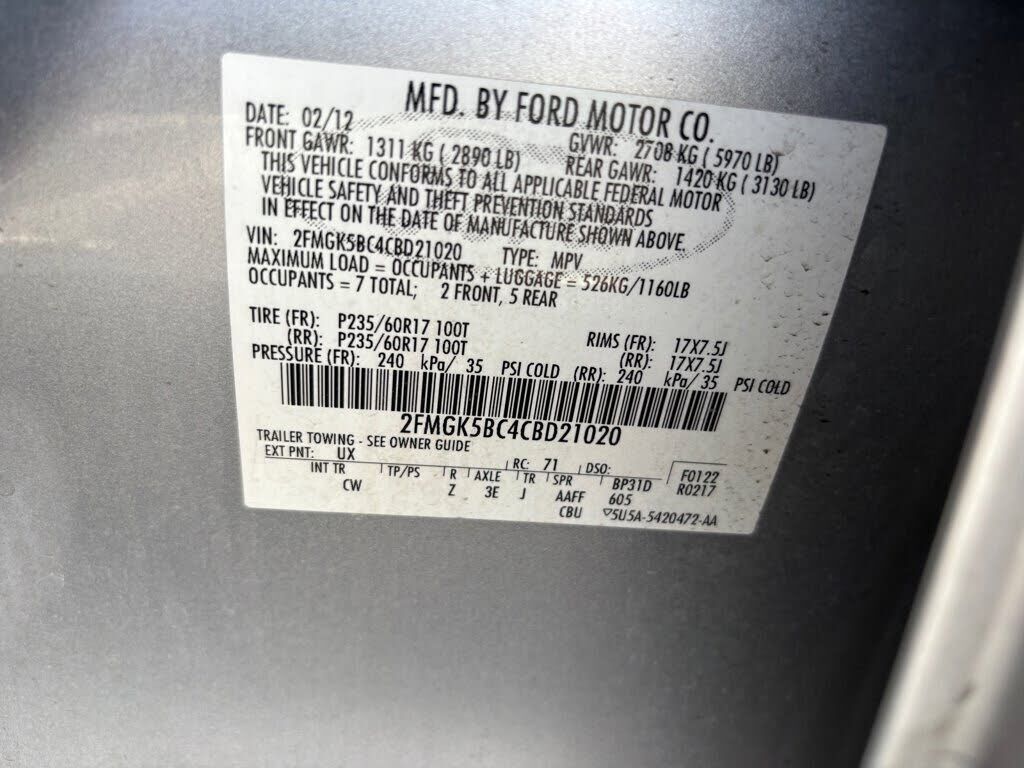 MFD. BY FORD MOTOR CO.
DATE: 02/12 GVWR: 2708 KG ( 5970 LB)
FRONT GAWR: 1311 KG ( 2890 LB) REAR GAWR: 1420 KG ( 3130 LB)
THIS VEHICLE CONFORMS TO ALL APPLICABLE FEDERAL MOTOR
VEHICLE SAFETY AND THEFT PREVENTION STANDARDS
IN EFFECT ON THE DATE OF MANUFACTURE SHOWN ABOVE.
VIN: 2FMGK5BC4CBD21020 TYPE: MPV
MAXIMUM LOAD = OCCUPANTS + LUGGAGE = 526KG/1160LB
OCCUPANTS = 7 TOTAL; 2 FRONT, 5 REAR
TIRE (FR): P235/60R17 100T RIMS (FR): 17X7.5J
(RR): P235/60R17 100T (RR): 17X7.5J
PRESSURE (FR): 240 kPa/ 35 PSI COLD (RR): 240 kPa/ 35 PSI COLD
2FMGK5BC4CBD21020
TRAILER TOWING - SEE OWNER GUIDE
EXT PNT: UX RC: 71 DSO: F0122
INT TR TP/PS R AXLE TR SPR BP31D R0217
CW Z 3E J AAFF 605
CBU ▽5U5A-5420472-AA